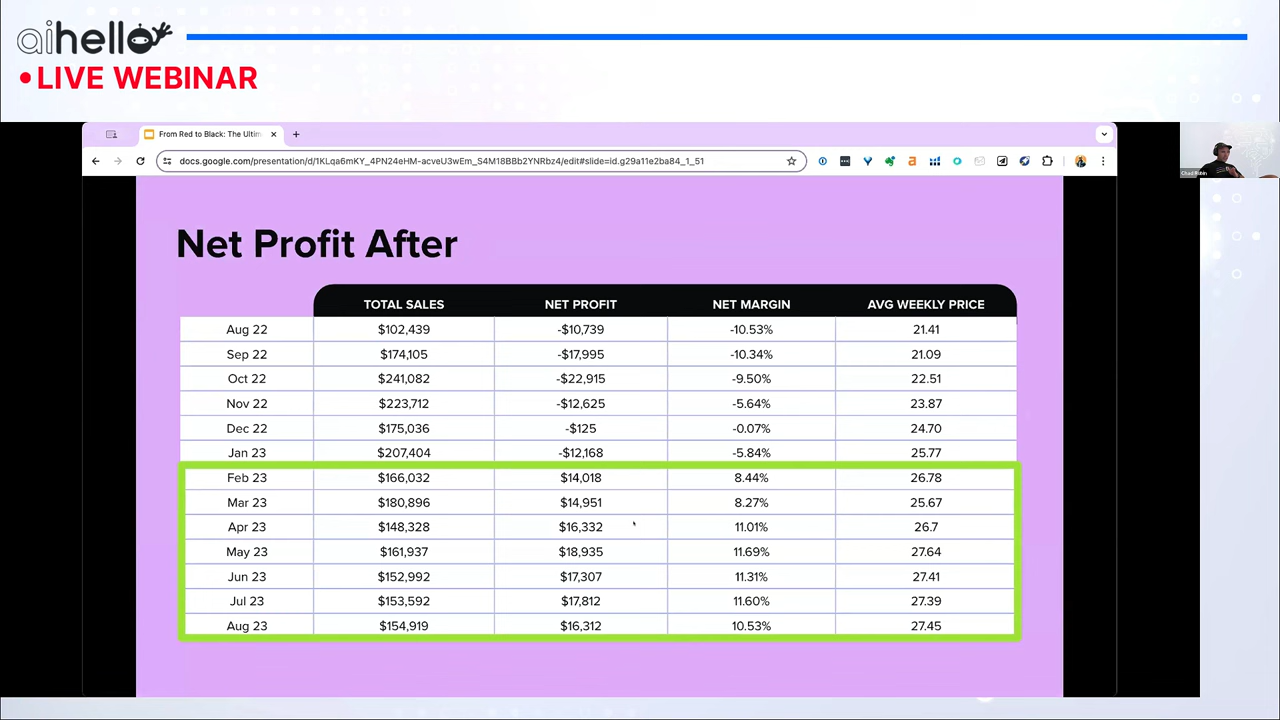 aihello
•LIVE WEBINAR
From Red to Black: The Ultim
docs.google.com/presentation/d/1KLqa6mKY_4PN24eHM-acveU3wEm_S4M18BBb2YNRbz4/edit#slide=id.g29a11e2ba84_1_51
Chad Rubin
Net Profit After
TOTAL SALES NET PROFIT NET MARGIN AVG WEEKLY PRICE
Aug 22 $102,439 -$10,739 -10.53% 21.41
Sep 22 $174,105 -$17,995 -10.34% 21.09
Oct 22 $241,082 -$22,915 -9.50% 22.51
Nov 22 $223,712 -$12,625 -5.64% 23.87
Dec 22 $175,036 -$125 -0.07% 24.70
Jan 23 $207,404 -$12,168 -5.84% 25.77
Feb 23 $166,032 $14,018 8.44% 26.78
Mar 23 $180,896 $14,951 8.27% 25.67
Apr 23 $148,328 $16,332 11.01% 26.7
May 23 $161,937 $18,935 11.69% 27.64
Jun 23 $152,992 $17,307 11.31% 27.41
Jul 23 $153,592 $17,812 11.60% 27.39
Aug 23 $154,919 $16,312 10.53% 27.45